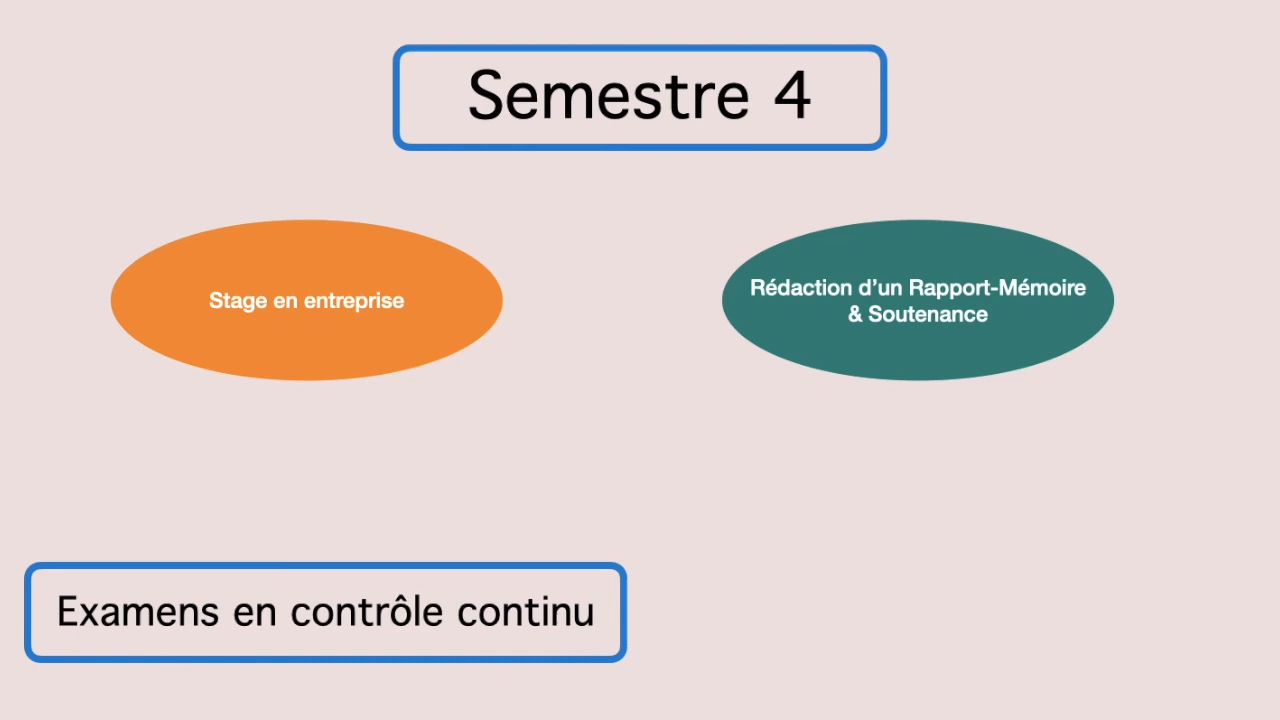 Semestre 4
Stage en entreprise
Rédaction d’un Rapport-Mémoire
& Soutenance
Examens en contrôle continu